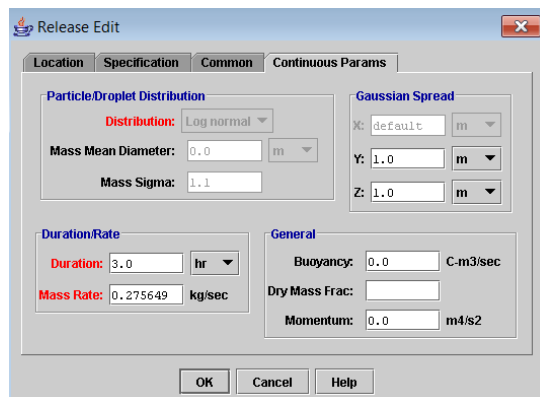 Release Edit
Location Specification Common Continuous Params
Particle/Droplet Distribution
Distribution: Log normal
Mass Mean Diameter: 0.0 m
Mass Sigma: 1.1
Gaussian Spread
X: default m
Y: 1.0 m
Z: 1.0 m
Duration/Rate
Duration: 3.0 hr
Mass Rate: 0.275649 kg/sec
General
Buoyancy: 0.0 C-m3/sec
Dry Mass Frac:
Momentum: 0.0 m4/s2
OK Cancel Help